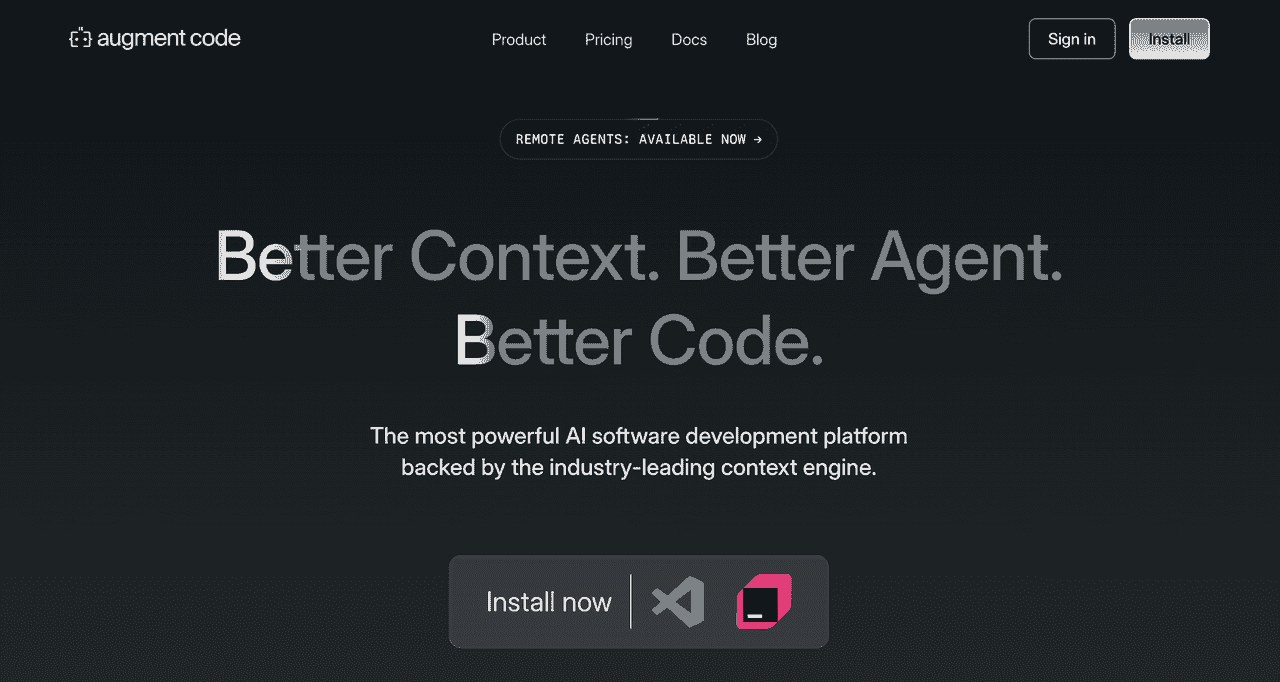 augment code
Product Pricing Docs Blog
Sign in Install
REMOTE AGENTS: AVAILABLE NOW →
Better Context. Better Agent.
Better Code.
The most powerful AI software development platform
backed by the industry-leading context engine.
Install now